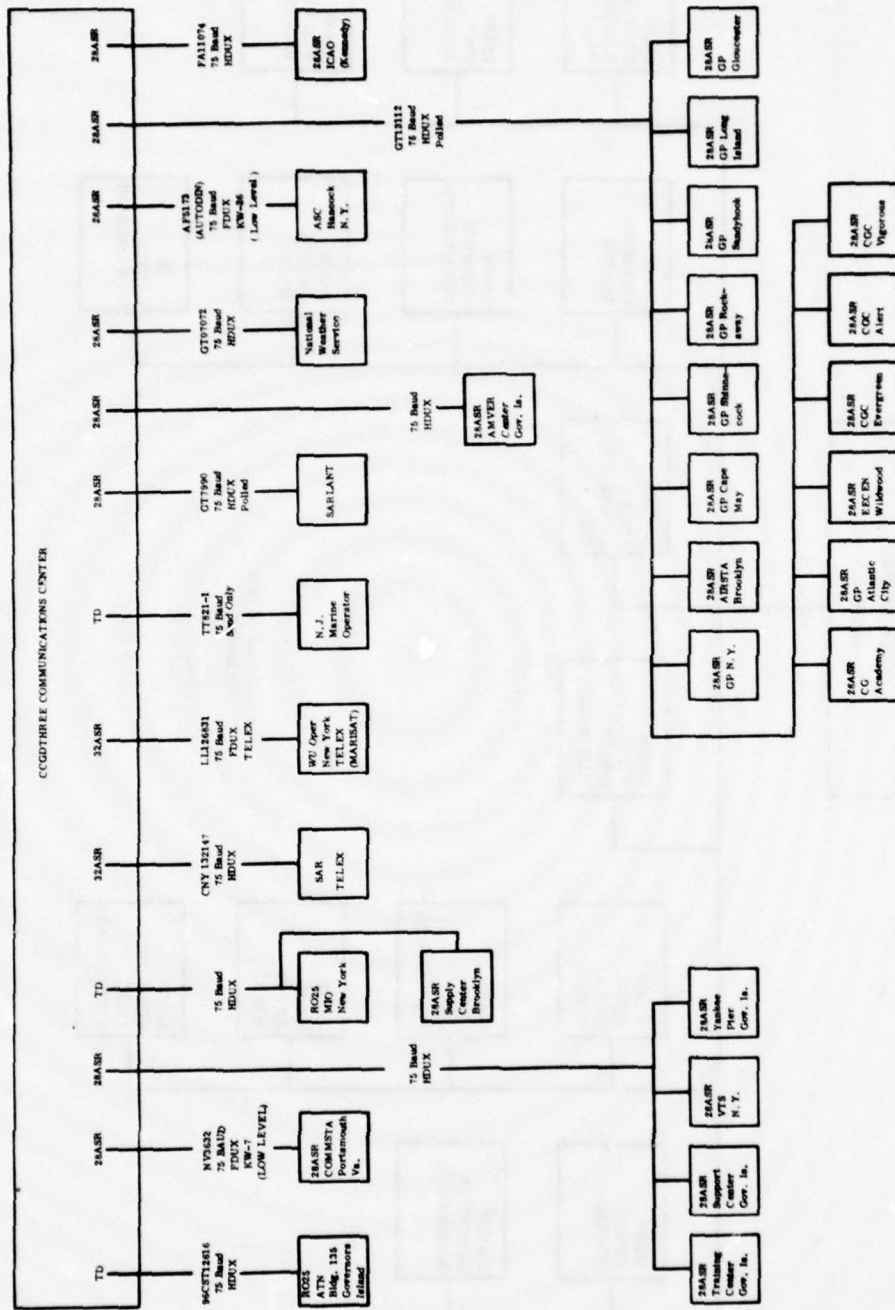 CCGDTHREE COMMUNICATIONS CENTER
TD
96CST12616
75 Baud
HDUX
RO25
ATN
Bldg. 135
Governors
Island
28ASR
NV3632
75 BAUD
FDUX
KW-7
(LOW LEVEL)
28ASR
COMMSTA
Portsmouth
Va.
28ASR
75 Baud
HDUX
28ASR
Training
Center
Gov. Is.
28ASR
Support
Center
Gov. Is.
28ASR
VTS
N.Y.
28ASR
Yankee
Pier
Gov. Is.
TD
75 Baud
HDUX
RO25
MIO
New York
28ASR
Supply
Center
Brooklyn
32ASR
CNY 132147
75 Baud
HDUX
SAR
TELEX
32ASR
LL126831
75 Baud
FDUX
TELEX
WU Oper
New York
TELEX
(MARISAT)
TD
TT821-1
75 Baud
Only
N.J.
Marine
Operator
28ASR
GT7990
75 Baud
HDUX
Polled
SARLANT
28ASR
75 Baud
HDUX
28ASR
AMVER
Center
Gov. Is.
28ASR
GT07072
75 Baud
HDUX
National
Weather
Service
28ASR
AF5173
(AUTODIN)
75 Baud
FDUX
KW-26
(Low Level)
ASC
Hancock
N.Y.
28ASR
GT13112
75 Baud
HDUX
Polled
28ASR
FA11074
75 Baud
HDUX
28ASR
ICAO
(Kennedy)
28ASR
GP N.Y.
28ASR
AIRSTA
Brooklyn
28ASR
GP Cape
May
28ASR
GP Shinne-
cock
28ASR
GP Rock-
away
28ASR
GP
Sandyhook
28ASR
GP Long
Island
28ASR
GP
Gloucester
28ASR
CG
Academy
28ASR
GP
Atlantic
City
28ASR
EECEN
Wildwood
28ASR
CGC
Evergreen
28ASR
CGC
Alert
28ASR
CGC
Vigorous